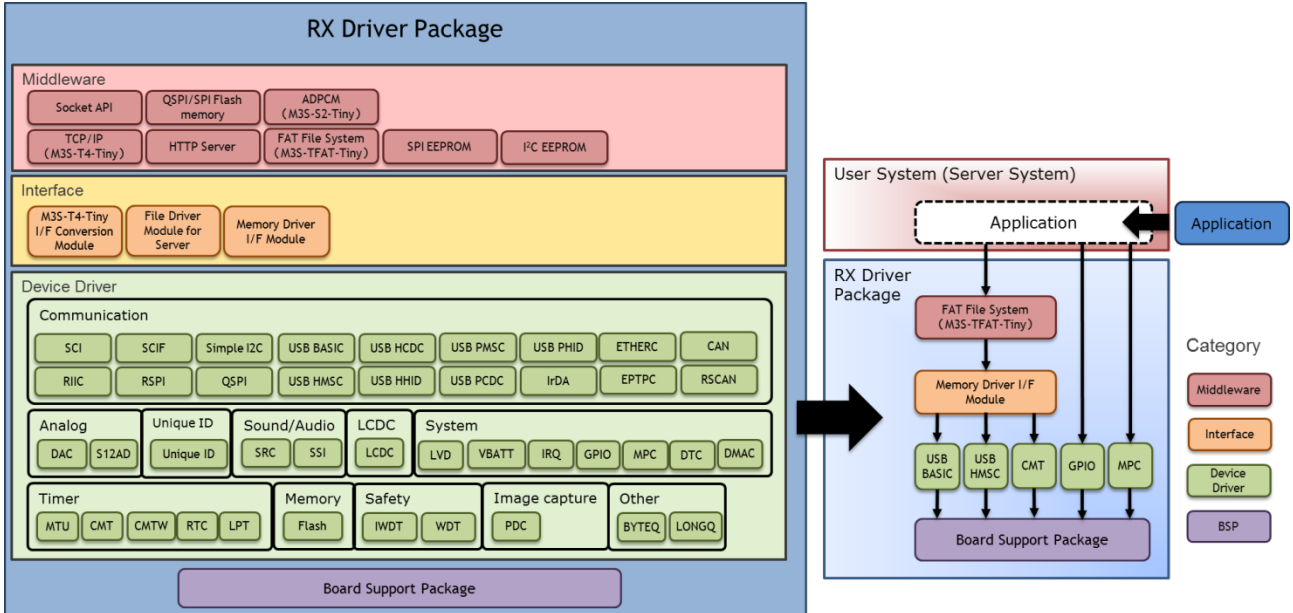 RX Driver Package
Middleware
Socket API
QSPI/SPI Flash
memory
ADPCM
(M3S-S2-Tiny)
TCP/IP
(M3S-T4-Tiny)
HTTP Server
FAT File System
(M3S-TFAT-Tiny)
SPI EEPROM
I²C EEPROM
Interface
M3S-T4-Tiny
I/F Conversion
Module
File Driver
Module for
Server
Memory Driver
I/F Module
Device Driver
Communication
SCI
SCIF
Simple I2C
USB BASIC
USB HCDC
USB PMSC
USB PHID
ETHERC
CAN
RIIC
RSPI
QSPI
USB HMSC
USB HHID
USB PCDC
IrDA
EPTPC
RSCAN
Analog
DAC
S12AD
Unique ID
Unique ID
Sound/Audio
SRC
SSI
LCDC
LCDC
System
LVD
VBATT
IRQ
GPIO
MPC
DTC
DMAC
Timer
MTU
CMT
CMTW
RTC
LPT
Memory
Flash
Safety
IWDT
WDT
Image capture
PDC
Other
BYTEQ
LONGQ
Board Support Package
User System (Server System)
Application
Application
RX Driver
Package
FAT File System
(M3S-TFAT-Tiny)
Memory Driver I/F
Module
USB
BASIC
USB
HMSC
CMT
GPIO
MPC
Board Support Package
Category
Middleware
Interface
Device
Driver
BSP